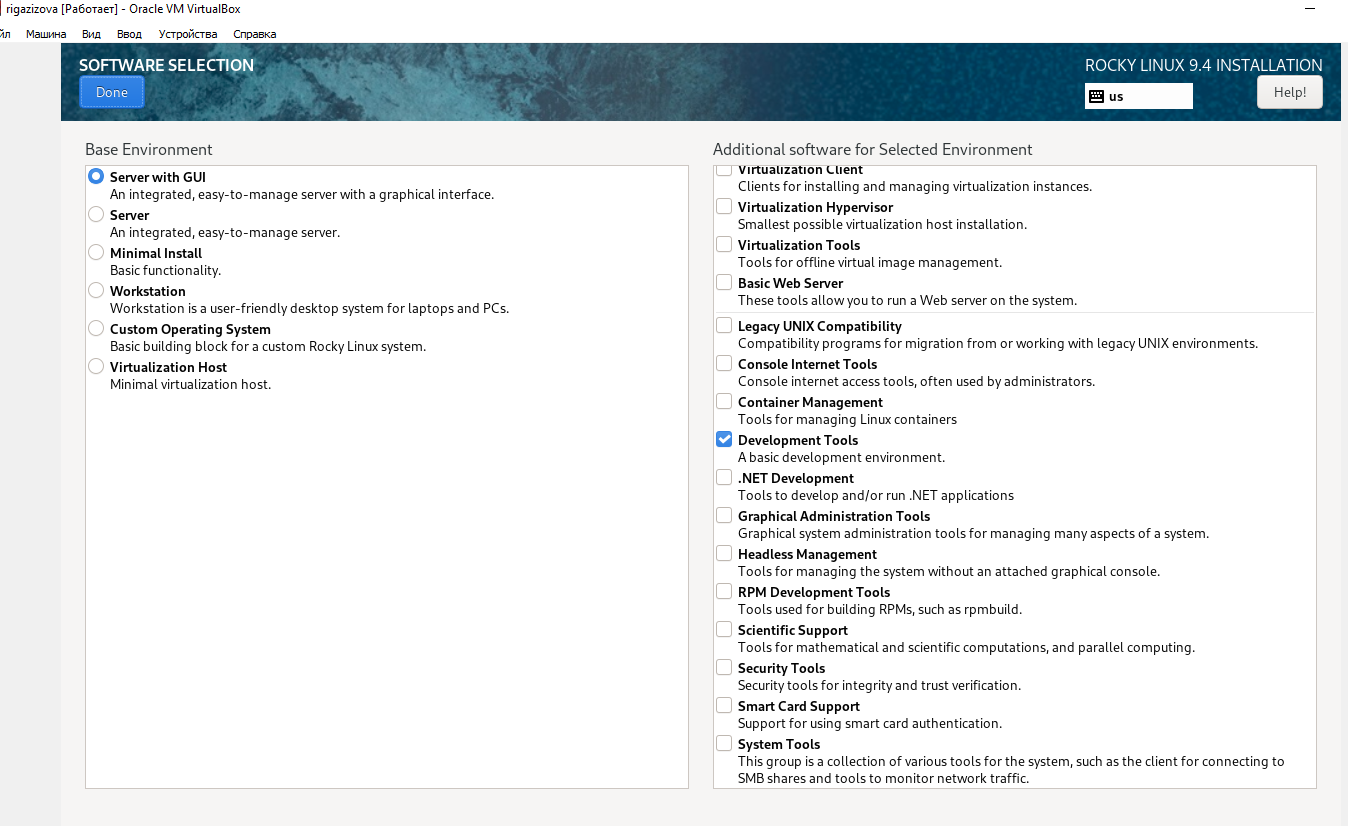 rigazizova [Работает] - Oracle VM VirtualBox
йл Машина Вид Ввод Устройства Справка
SOFTWARE SELECTION
Done
ROCKY LINUX 9.4 INSTALLATION
us
Help!
Base Environment
Server with GUI
An integrated, easy-to-manage server with a graphical interface.
Server
An integrated, easy-to-manage server.
Minimal Install
Basic functionality.
Workstation
Workstation is a user-friendly desktop system for laptops and PCs.
Custom Operating System
Basic building block for a custom Rocky Linux system.
Virtualization Host
Minimal virtualization host.
Additional software for Selected Environment
Virtualization Client
Clients for installing and managing virtualization instances.
Virtualization Hypervisor
Smallest possible virtualization host installation.
Virtualization Tools
Tools for offline virtual image management.
Basic Web Server
These tools allow you to run a Web server on the system.
Legacy UNIX Compatibility
Compatibility programs for migration from or working with legacy UNIX environments.
Console Internet Tools
Console internet access tools, often used by administrators.
Container Management
Tools for managing Linux containers
Development Tools
A basic development environment.
.NET Development
Tools to develop and/or run .NET applications
Graphical Administration Tools
Graphical system administration tools for managing many aspects of a system.
Headless Management
Tools for managing the system without an attached graphical console.
RPM Development Tools
Tools used for building RPMs, such as rpmbuild.
Scientific Support
Tools for mathematical and scientific computations, and parallel computing.
Security Tools
Security tools for integrity and trust verification.
Smart Card Support
Support for using smart card authentication.
System Tools
This group is a collection of various tools for the system, such as the client for connecting to
SMB shares and tools to monitor network traffic.